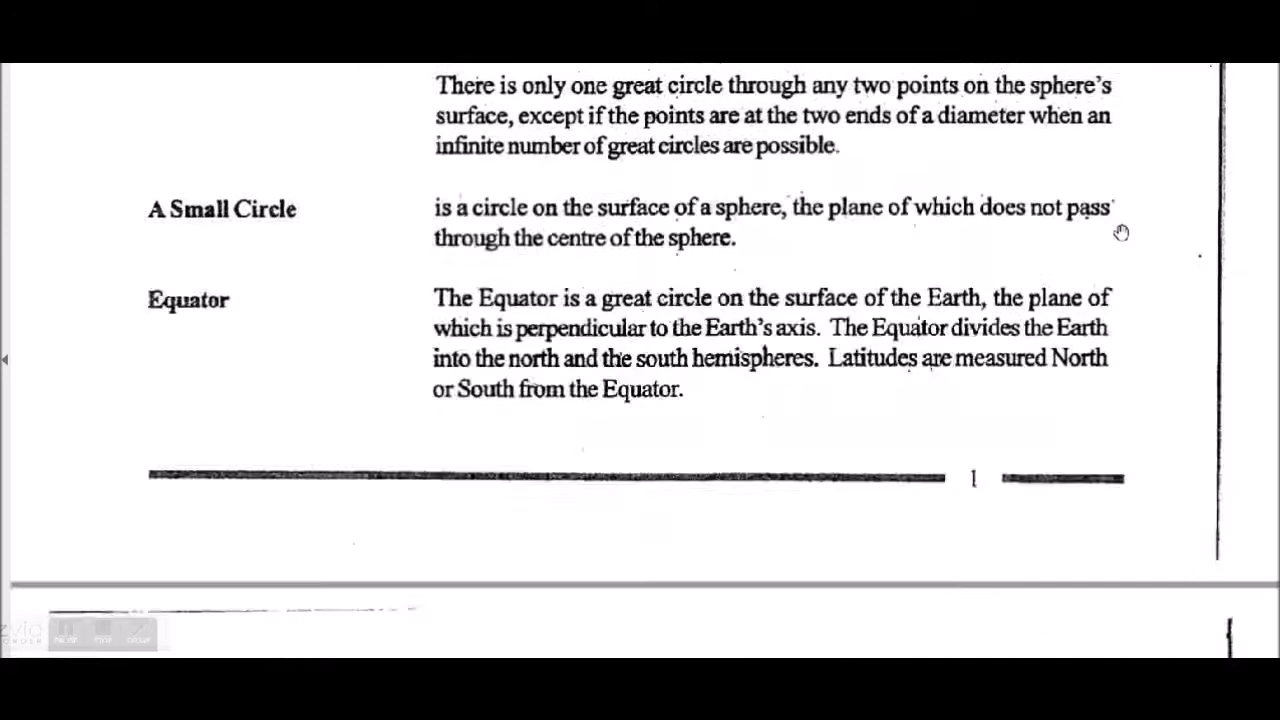 There is only one great circle through any two points on the sphere's
surface, except if the points are at the two ends of a diameter when an
infinite number of great circles are possible.
A Small Circle
is a circle on the surface of a sphere, the plane of which does not pass
through the centre of the sphere.
Equator
The Equator is a great circle on the surface of the Earth, the plane of
which is perpendicular to the Earth's axis. The Equator divides the Earth
into the north and the south hemispheres. Latitudes are measured North
or South from the Equator.
1